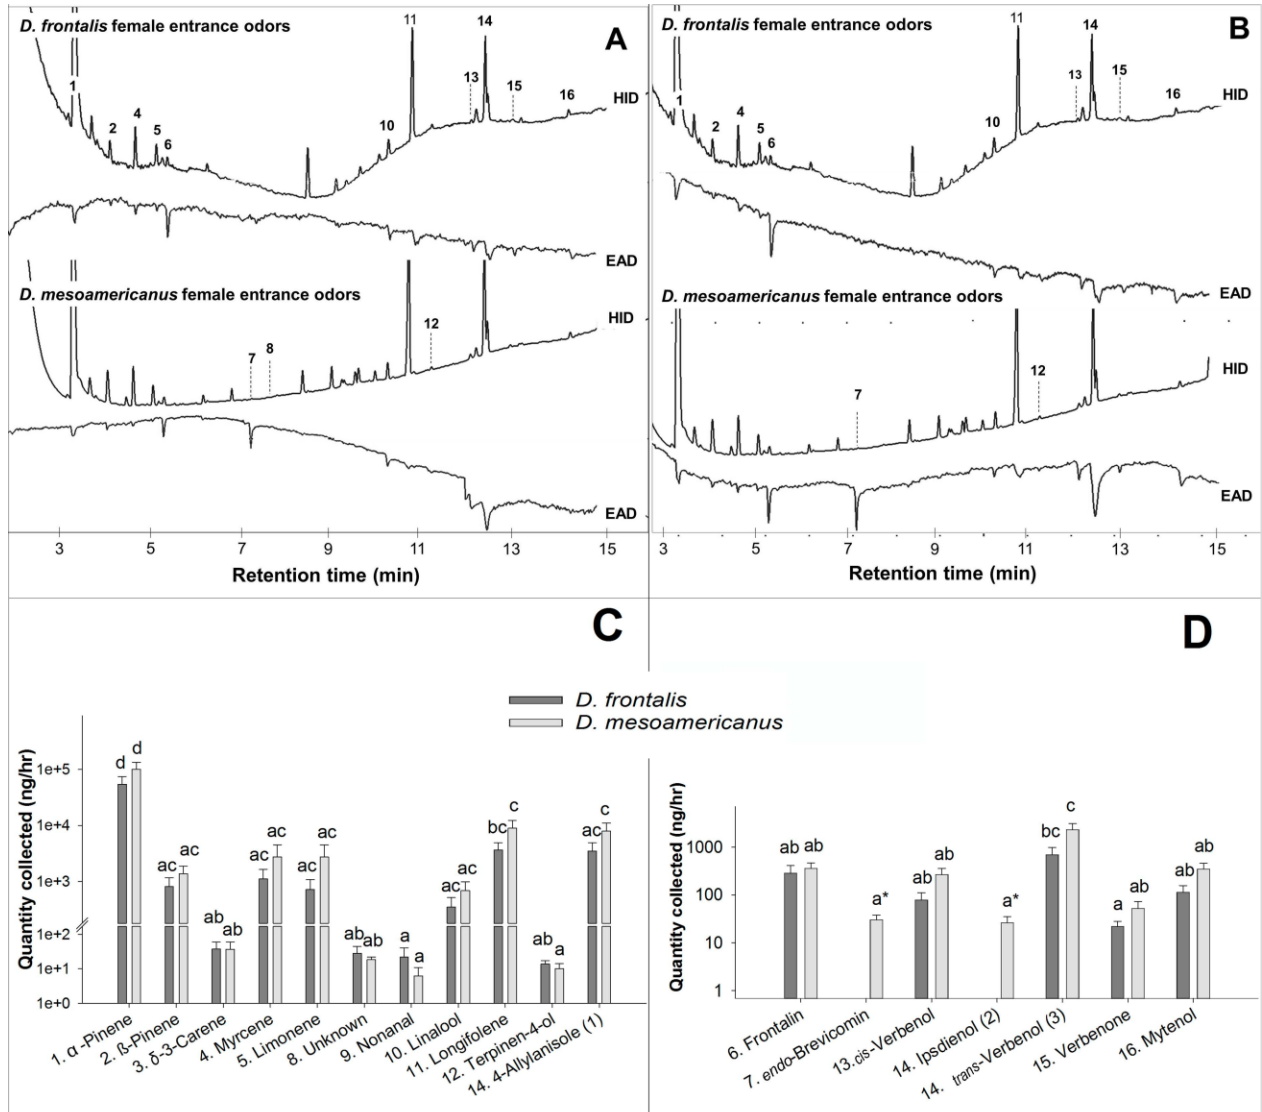 D. frontalis female entrance odors
A
11
14
13
15
16
HID
1
2
4
5
6
10
EAD
D. mesoamericanus female entrance odors
HID
12
7
8
EAD
3 5 7 9 11 13 15
Retention time (min)
D. frontalis female entrance odors
B
11
14
13
15
16
HID
1
2
4
5
6
10
EAD
D. mesoamericanus female entrance odors
HID
12
7
EAD
3 5 7 9 11 13 15
Retention time (min)
C
D
D. frontalis
D. mesoamericanus
Quantity collected (ng/hr)
1e+5
1e+4
1e+3
1e+2
1e+1
1e+0
d d
ac ac
ab ab
ac ac
ac ac
ab ab
a a
ac ac
bc c
ab a
ac c
1. α -Pinene
2. ß-Pinene
3. δ-3-Carene
4. Myrcene
5. Limonene
8. Unknown
9. Nonanal
10. Linalool
11. Longifolene
12. Terpinen-4-ol
14. 4-Allylanisole (1)
Quantity collected (ng/hr)
1000
100
10
1
ab ab
a*
ab ab
a*
bc c
a ab
ab ab
6. Frontalin
7. endo-Brevicomin
13.cis-Verbenol
14. Ipsdienol (2)
14. trans-Verbenol (3)
15. Verbenone
16. Mytenol